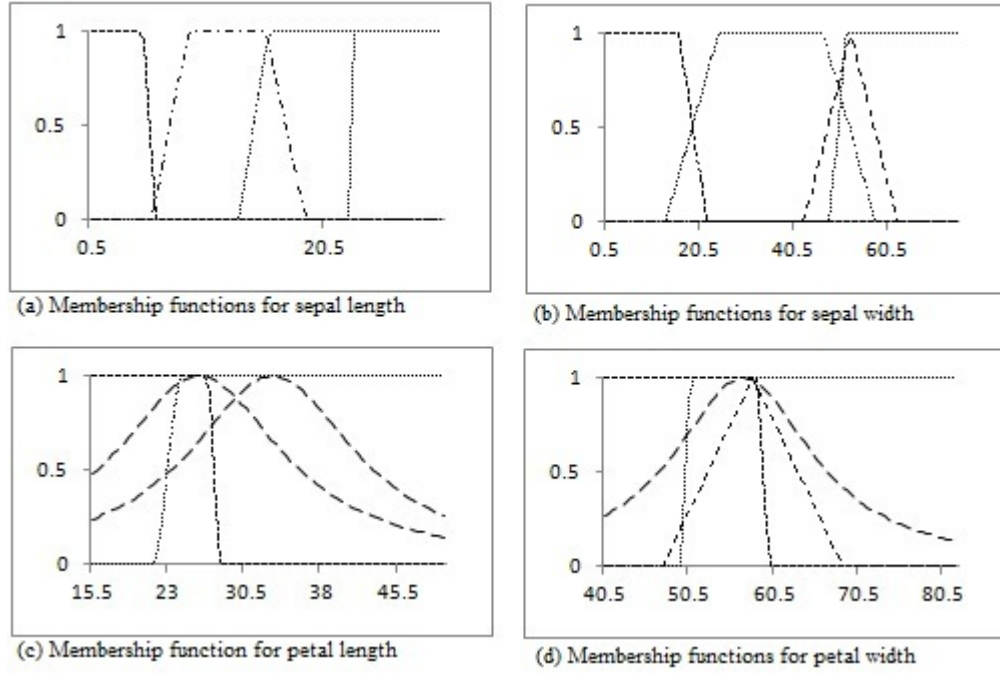 1
0.5
0
0.5 20.5
(a) Membership functions for sepal length
1
0.5
0
0.5 20.5 40.5 60.5
(b) Membership functions for sepal width
1
0.5
0
15.5 23 30.5 38 45.5
(c) Membership function for petal length
1
0.5
0
40.5 50.5 60.5 70.5 80.5
(d) Membership functions for petal width